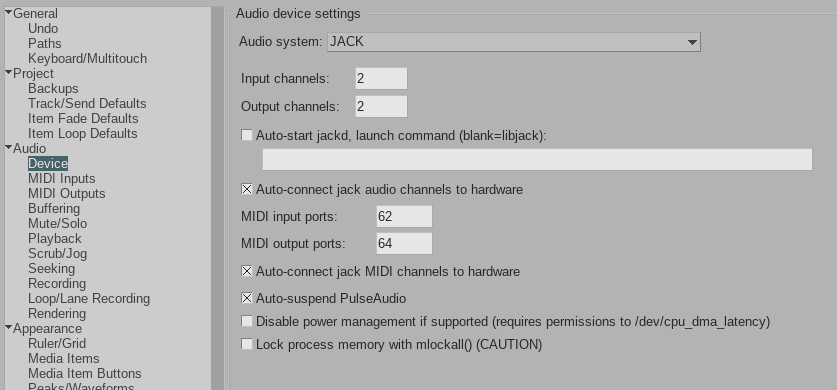 General
Undo
Paths
Keyboard/Multitouch
Project
Backups
Track/Send Defaults
Item Fade Defaults
Item Loop Defaults
Audio
Device
MIDI Inputs
MIDI Outputs
Buffering
Mute/Solo
Playback
Scrub/Jog
Seeking
Recording
Loop/Lane Recording
Rendering
Appearance
Ruler/Grid
Media Items
Media Item Buttons
Peaks/Waveforms
Audio device settings
Audio system: JACK
Input channels: 2
Output channels: 2
Auto-start jackd, launch command (blank=libjack):
Auto-connect jack audio channels to hardware
MIDI input ports: 62
MIDI output ports: 64
Auto-connect jack MIDI channels to hardware
Auto-suspend PulseAudio
Disable power management if supported (requires permissions to /dev/cpu_dma_latency)
Lock process memory with mlockall() (CAUTION)